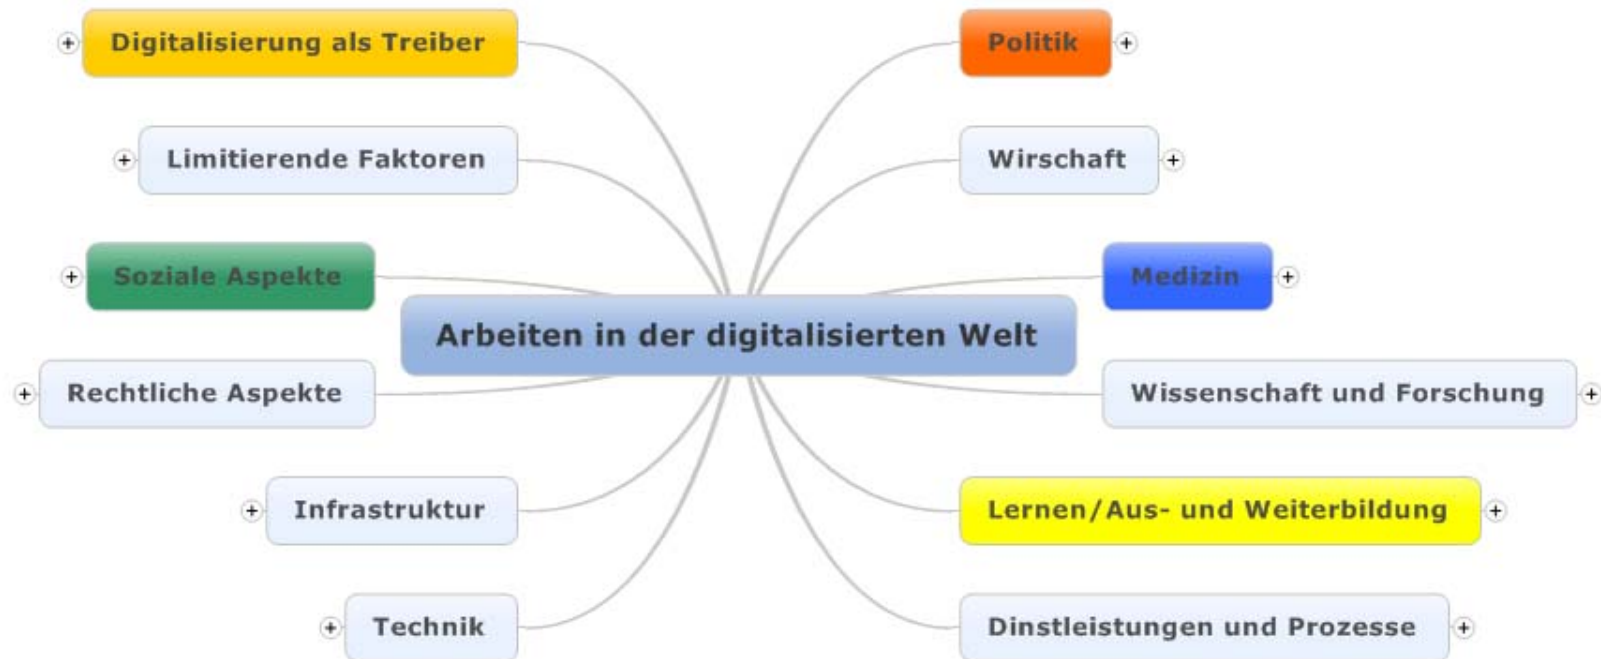 Digitalisierung als Treiber
Limitierende Faktoren
Soziale Aspekte
Rechtliche Aspekte
Infrastruktur
Technik
Arbeiten in der digitalisierten Welt
Politik
Wirschaft
Medizin
Wissenschaft und Forschung
Lernen/Aus- und Weiterbildung
Dinstleistungen und Prozesse